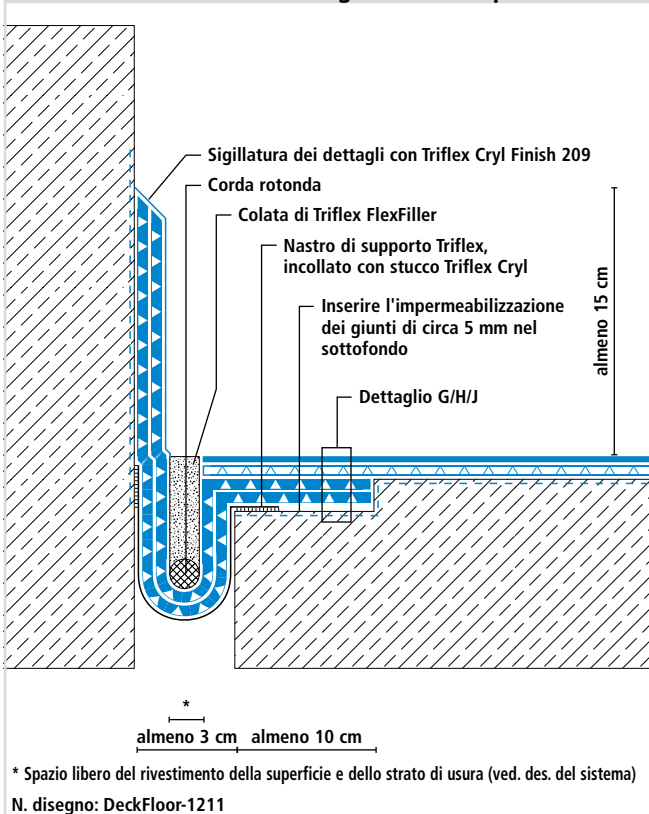 Sigillatura dei dettagli con Triflex Cryl Finish 209
Corda rotonda
Colata di Triflex FlexFiller
Nastro di supporto Triflex,
incollato con stucco Triflex Cryl
Inserire l'impermeabilizzazione
dei giunti di circa 5 mm nel
sottofondo
Dettaglio G/H/J
almeno 15 cm
*
almeno 3 cm
almeno 10 cm
* Spazio libero del rivestimento della superficie e dello strato di usura (ved. des. del sistema)
N. disegno: DeckFloor-1211